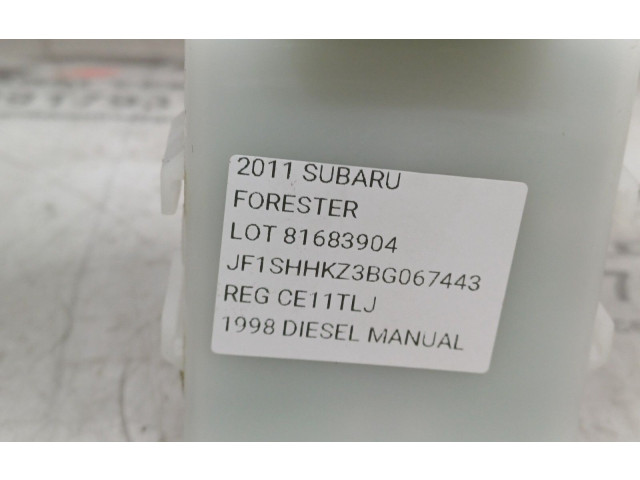 2011 SUBARU
FORESTER
LOT 81683904
JF1SHHKZ3BG067443
REG CE11TLJ
1998 DIESEL MANUAL